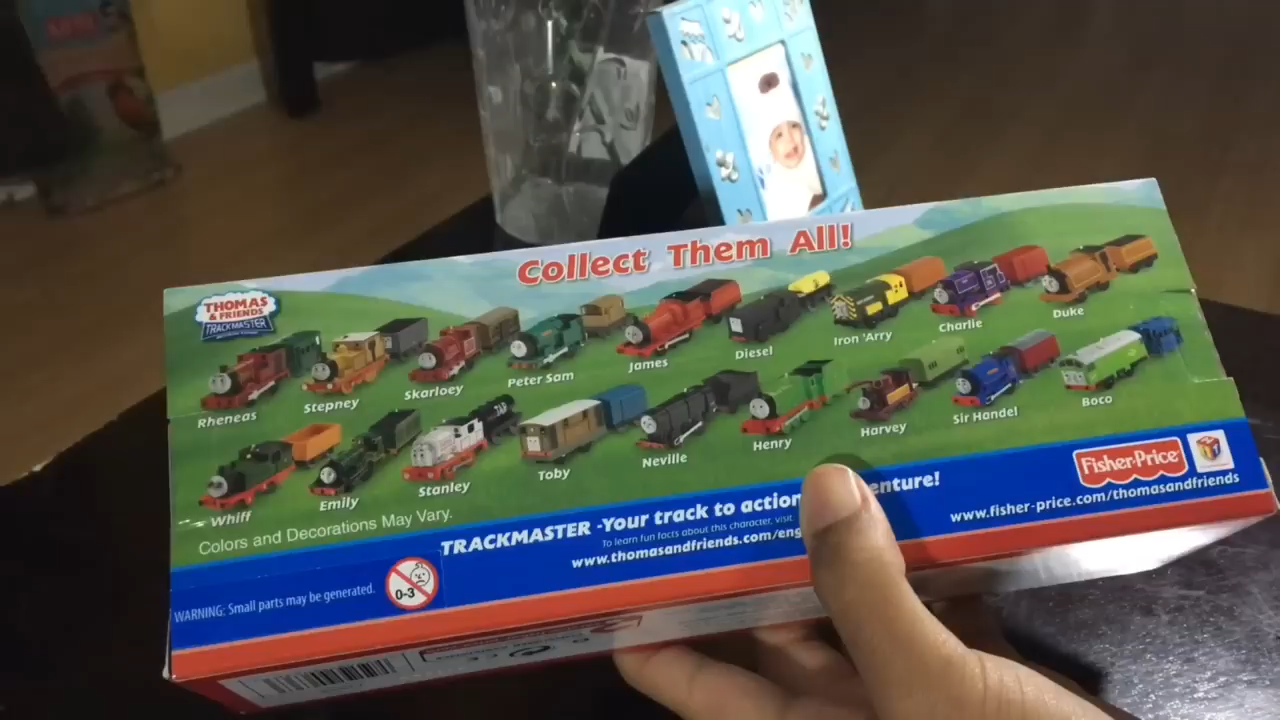 Collect Them All!
THOMAS
& FRIENDS
TRACKMASTER
Rheneas
Stepney
Skarloey
Peter Sam
James
Diesel
Iron 'Arry
Charlie
Duke
Whiff
Emily
Stanley
Toby
Neville
Henry
Harvey
Sir Handel
Boco
Colors and Decorations May Vary.
TRACKMASTER -Your track to action enture!
To learn fun facts about this character, visit
www.thomasandfriends.com/eng
Fisher-Price
www.fisher-price.com/thomasandfriends
WARNING: Small parts may be generated.
0-3